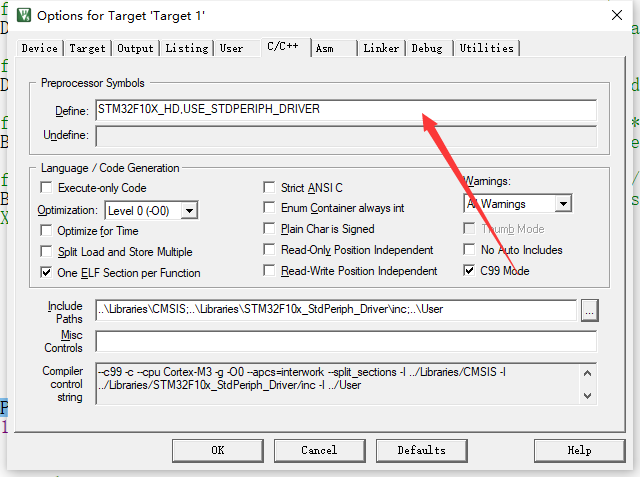 Options for Target 'Target 1'
Device Target Output Listing User C/C++ Asm Linker Debug Utilities
Preprocessor Symbols
Define: STM32F10X_HD,USE_STDPERIPH_DRIVER
Undefine:
Language / Code Generation
Execute-only Code
Strict ANSI C
Warnings:
Optimization: Level 0 (-O0)
Enum Container always int
All Warnings
Optimize for Time
Plain Char is Signed
Thumb Mode
Split Load and Store Multiple
Read-Only Position Independent
No Auto Includes
One ELF Section per Function
Read-Write Position Independent
C99 Mode
Include Paths
..\Libraries\CMSIS;..\Libraries\STM32F10x_StdPeriph_Driver\inc;..\User
...
Misc Controls
Compiler control string
--c99 -c --cpu Cortex-M3 -g -O0 --apcs=interwork --split_sections -I ../Libraries/CMSIS -I
../Libraries/STM32F10x_StdPeriph_Driver/inc -I ../User
OK Cancel Defaults Help